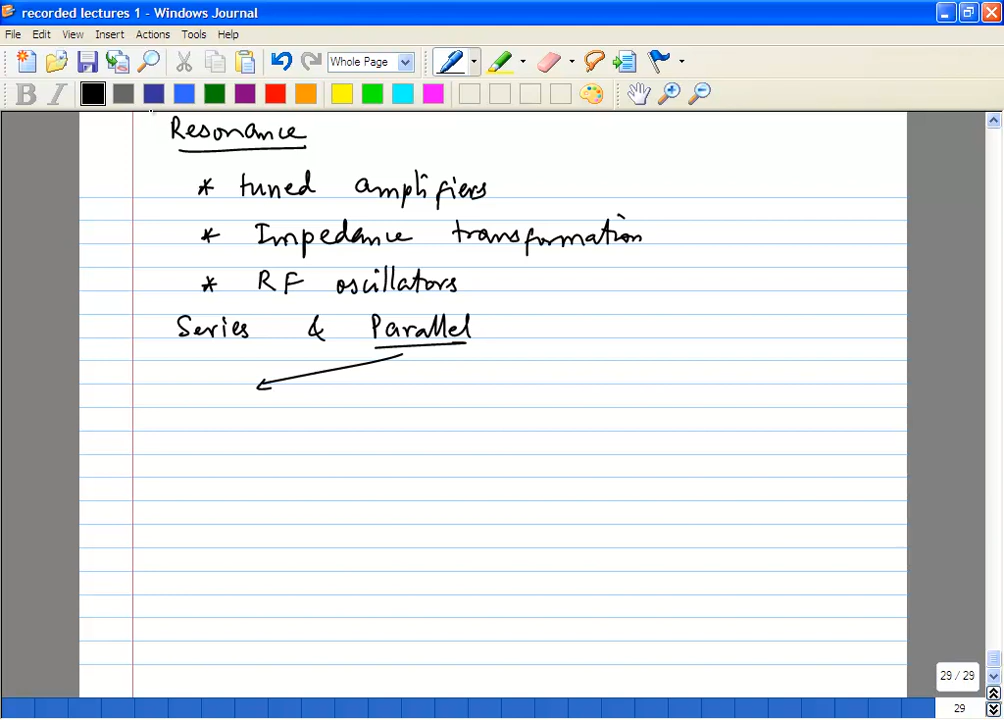 recorded lectures 1 - Windows Journal
File Edit View Insert Actions Tools Help
Whole Page
B I
Resonance
* tuned amplifiers
* Impedance transformation
* RF oscillators
Series & Parallel
29 / 29
29